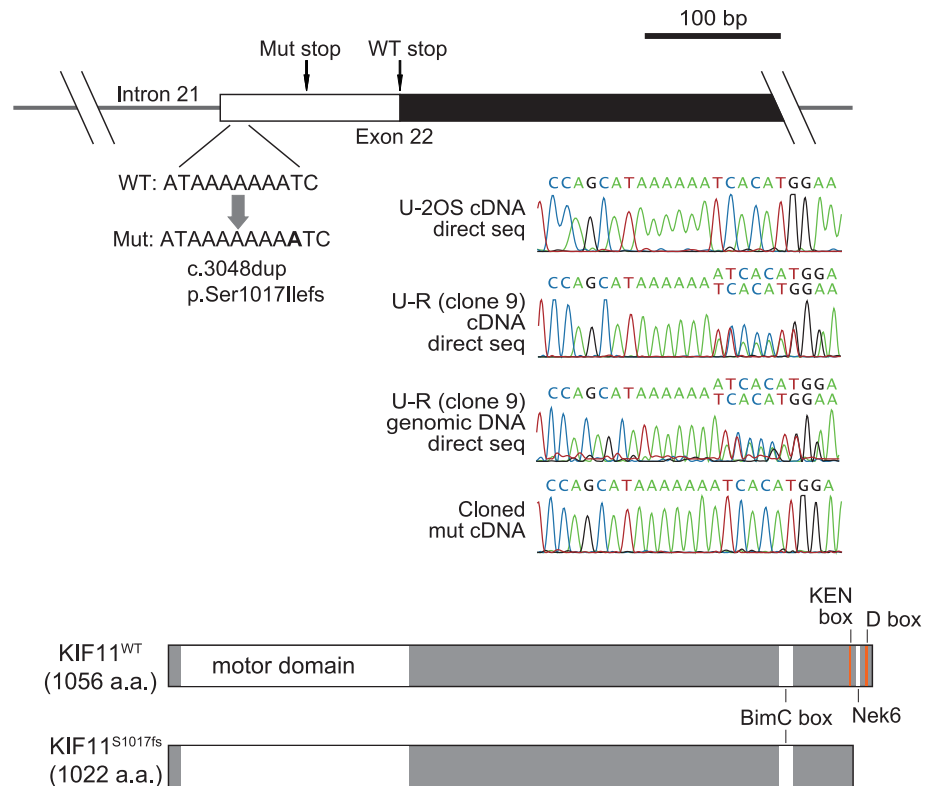 100 bp
Mut stop
WT stop
Intron 21
Exon 22
WT: ATAAAAAAATC
Mut: ATAAAAAAAATC
c.3048dup
p.Ser1017Ilefs
CCAGCATAAAAAATCACATGGAA
U-2OS cDNA
direct seq
ATCACATGGA
CCAGCATAAAAAA
TCACATGGAA
U-R (clone 9)
cDNA
direct seq
ATCACATGGA
CCAGCATAAAAAA
TCACATGGAA
U-R (clone 9)
genomic DNA
direct seq
CCAGCATAAAAAAATCACATGGA
Cloned
mut cDNA
KEN
box
D box
KIF11WT
(1056 a.a.)
motor domain
BimC box
Nek6
KIF11S1017fs
(1022 a.a.)